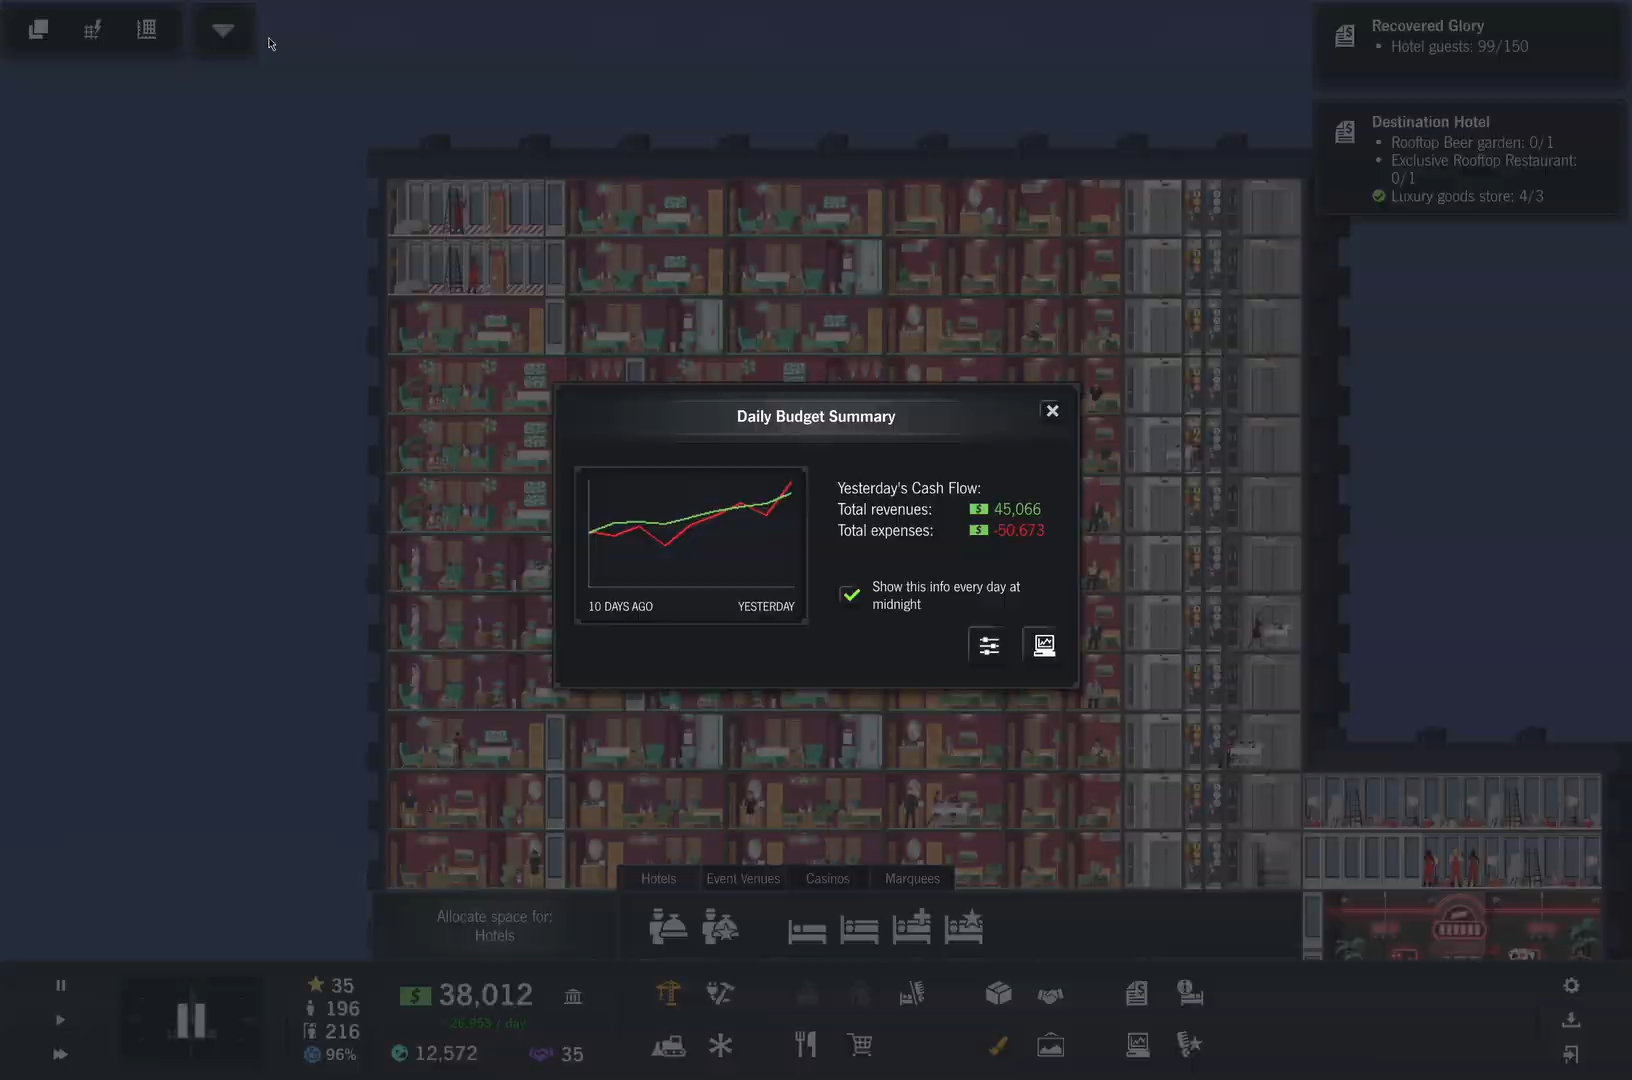 Recovered Glory
• Hotel guests: 99/150
Destination Hotel
• Rooftop Beer garden: 0/1
• Exclusive Rooftop Restaurant:
0/1
Luxury goods store: 4/3
Daily Budget Summary
Yesterday's Cash Flow:
Total revenues: $ 45,066
Total expenses: $ -50.673
Show this info every day at
midnight
10 DAYS AGO YESTERDAY
Hotels Event Venues Casinos Marquees
Allocate space for:
Hotels
35
$ 38,012
196
26.953 / day
216
96%
12,572
35